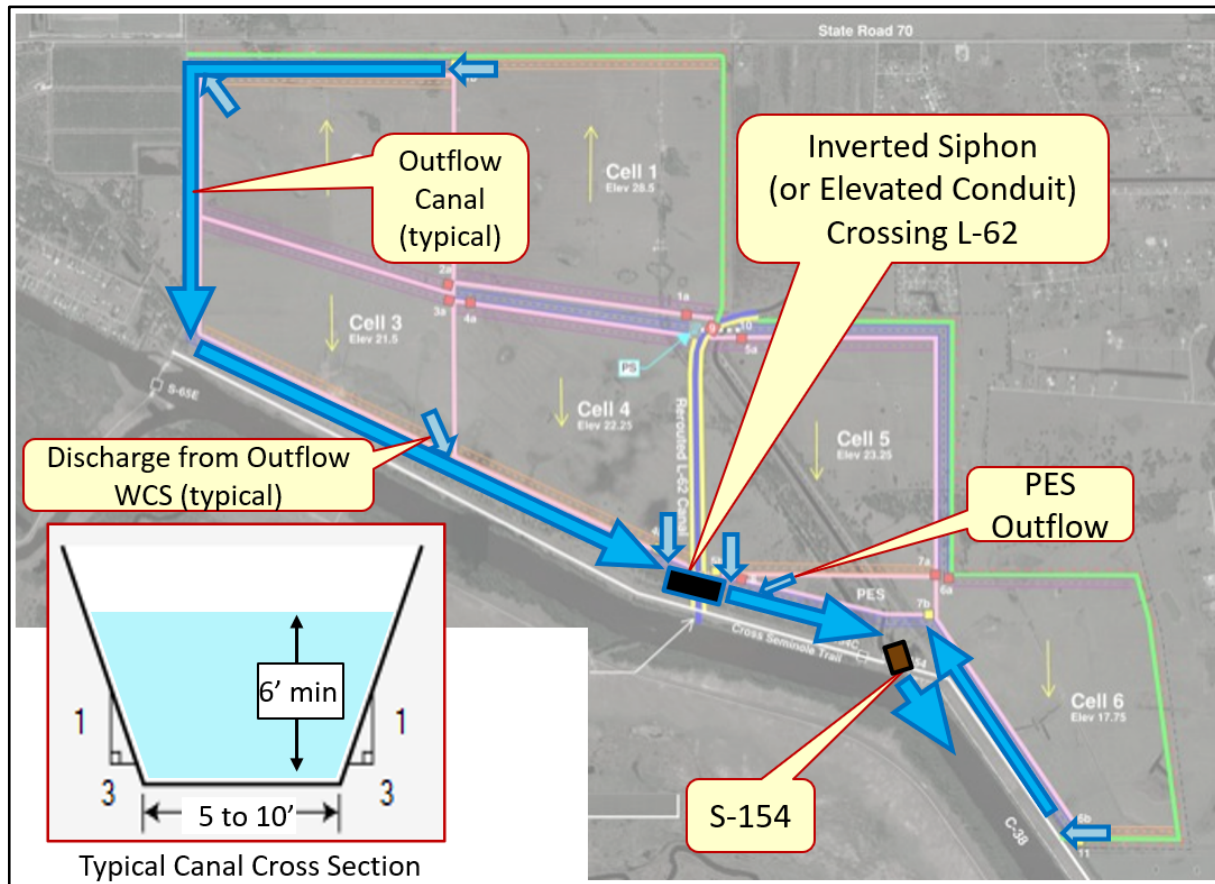 State Road 70
Outflow
Canal
(typical)
Cell 1
Elev 28.5
Inverted Siphon
(or Elevated Conduit)
Crossing L-62
2a
3a
4a
1a
10
5a
PS
Cell 3
Elev 21.5
S-65E
Cell 4
Elev 22.25
Rerouted L-62 Canal
Cell 5
Elev 23.25
Discharge from Outflow
WCS (typical)
PES
Outflow
7a
6a
PES
7b
Cross Seminole Trail
Cell 6
Elev 17.75
S-154
C-38
6b
11
6’ min
1
3
1
3
5 to 10’
Typical Canal Cross Section